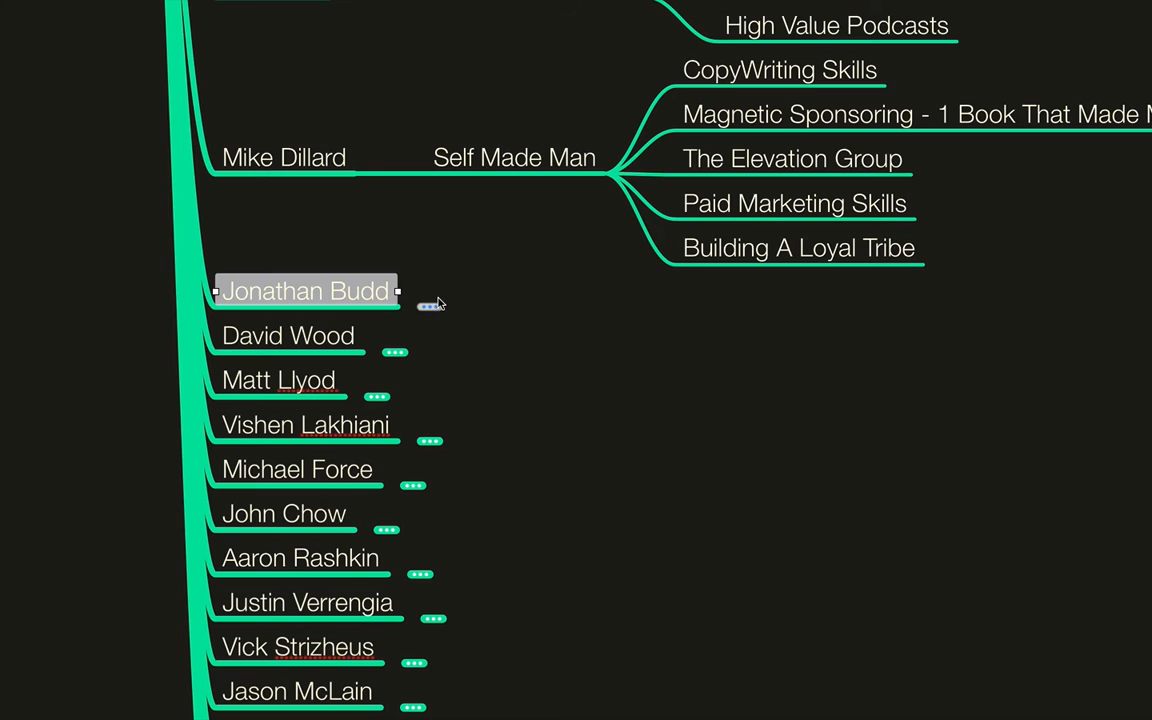 High Value Podcasts
CopyWriting Skills
Magnetic Sponsoring - 1 Book That Made
Mike Dillard
Self Made Man
The Elevation Group
Paid Marketing Skills
Building A Loyal Tribe
Jonathan Budd
David Wood
Matt Llyod
Vishen Lakhiani
Michael Force
John Chow
Aaron Rashkin
Justin Verrengia
Vick Strizheus
Jason McLain